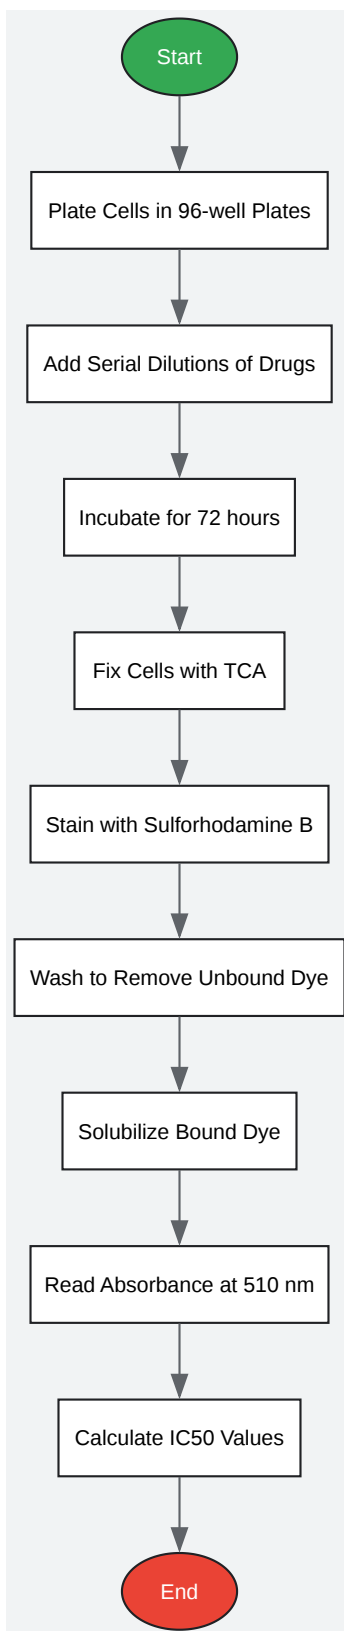 Start
Plate Cells in 96-well Plates
Add Serial Dilutions of Drugs
Incubate for 72 hours
Fix Cells with TCA
Stain with Sulforhodamine B
Wash to Remove Unbound Dye
Solubilize Bound Dye
Read Absorbance at 510 nm
Calculate IC50 Values
End